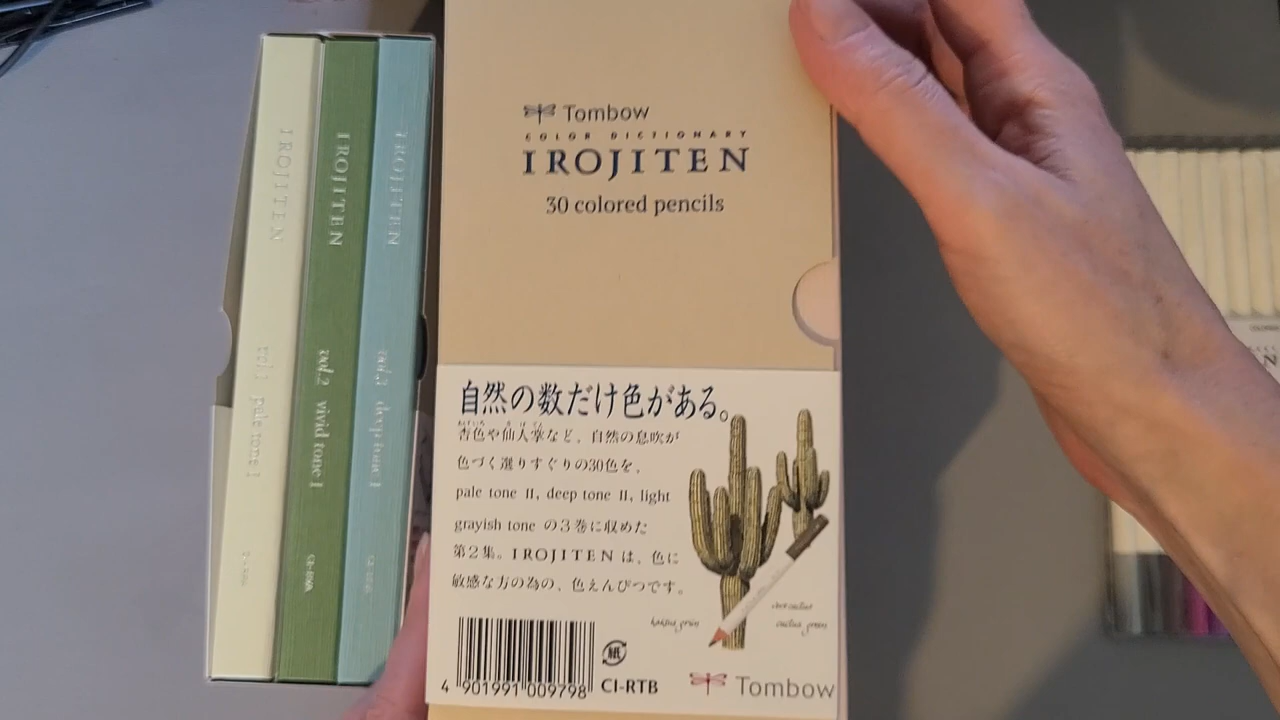 IROJITEN
vol.1 pale tone I
IROJITEN
vol.2 vivid tone I
IROJITEN
vol.3 deep tone I
Tombow
COLOR DICTIONARY
IROJITEN
30 colored pencils
自然の数だけ色がある。
杏色や仙人掌など、自然の息吹が
色づく選りすぐりの30色を、
pale tone II, deep tone II, light
grayish tone の3巻に収めた
第2集。IROJITEN は、色に
敏感な方の為の、色えんぴつです。
cactus green
紙
4 901991 009798
CI-RTB
Tombow